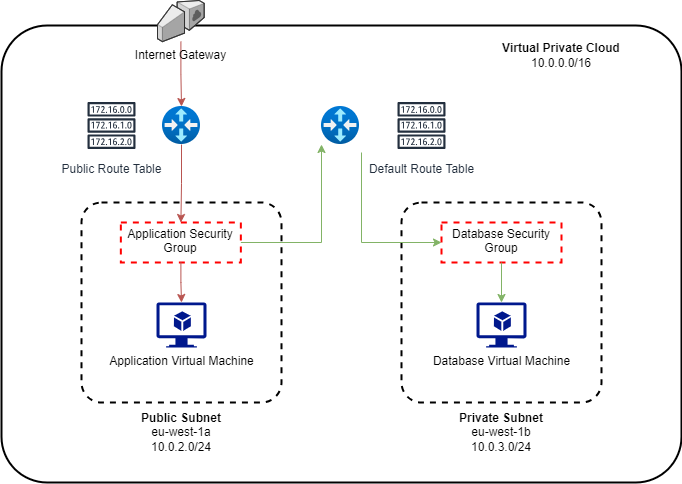 Internet Gateway
Virtual Private Cloud
10.0.0.0/16
172.16.0.0
172.16.1.0
172.16.2.0
Public Route Table
172.16.0.0
172.16.1.0
172.16.2.0
Default Route Table
Application Security
Group
Application Virtual Machine
Public Subnet
eu-west-1a
10.0.2.0/24
Database Security
Group
Database Virtual Machine
Private Subnet
eu-west-1b
10.0.3.0/24